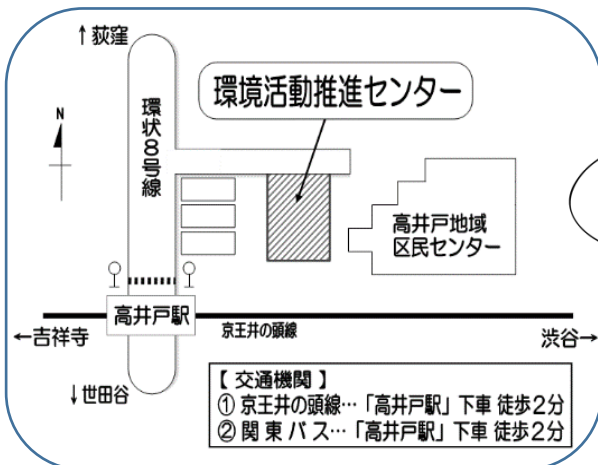 ↑荻窪
環境活動推進センター
N
環状8号線
高井戸地域
区民センター
高井戸駅
京王井の頭線
←吉祥寺
渋谷→
↓世田谷
【 交通機関 】
① 京王井の頭線…「高井戸駅」下車 徒歩2分
② 関 東 バ ス…「高井戸駅」下車 徒歩2分